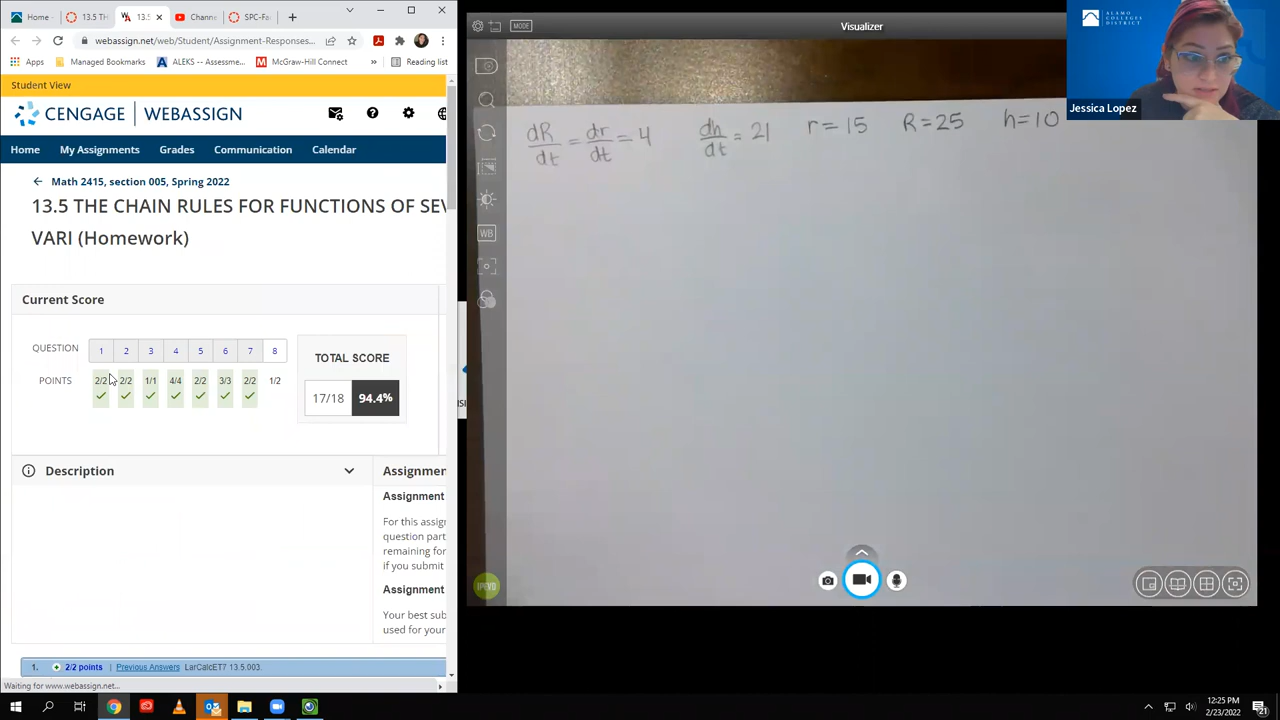 Home -
13.5 TH
13.5
Chann
SPC-Fa
webassign.net/web/Student/Assignment-Responses...
Apps
Managed Bookmarks
ALEKS -- Assessme...
McGraw-Hill Connect
»
Reading list
Student View
CENGAGE | WEBASSIGN
Home
My Assignments
Grades
Communication
Calendar
Math 2415, section 005, Spring 2022
13.5 THE CHAIN RULES FOR FUNCTIONS OF SEV
VARI (Homework)
Current Score
QUESTION 1 2 3 4 5 6 7 8
POINTS 2/2 2/2 1/1 4/4 2/2 3/3 2/2 1/2
TOTAL SCORE
17/18 94.4%
Description
Assignment
Assignment
For this assign
question part
remaining for
if you submit
Assignment
Your best sub
used for your
1. 2/2 points Previous Answers LarCalcET7 13.5.003.
Waiting for www.webassign.net...
MODE
Visualizer
WB
dR/dt = dr/dt = 4 dh/dt = 21 r = 15 R = 25 h = 10
IPEVO
ALAMO
COLLEGES
DISTRICT
Jessica Lopez
12:25 PM
2/23/2022
21